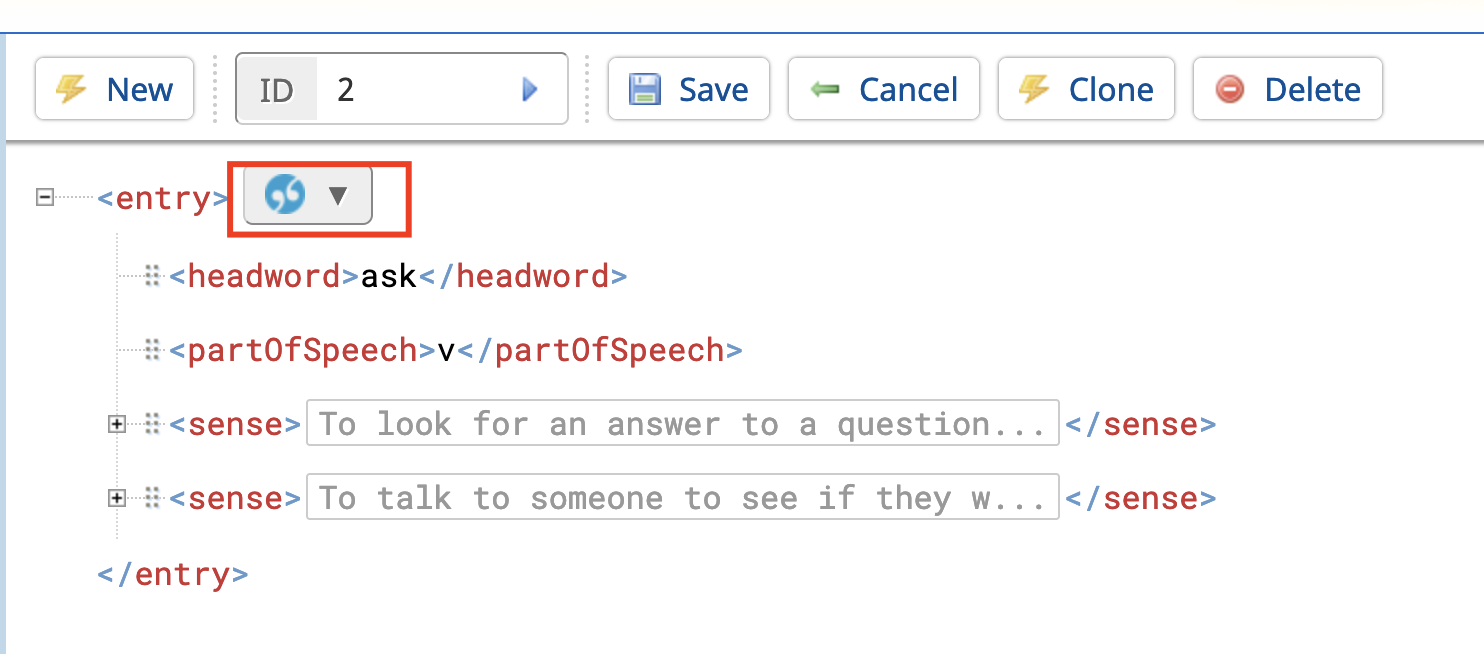 New ID 2 Save Cancel Clone Delete
<entry>
<headword>ask</headword>
<partOfSpeech>v</partOfSpeech>
<sense>To look for an answer to a question...</sense>
<sense>To talk to someone to see if they w...</sense>
</entry>